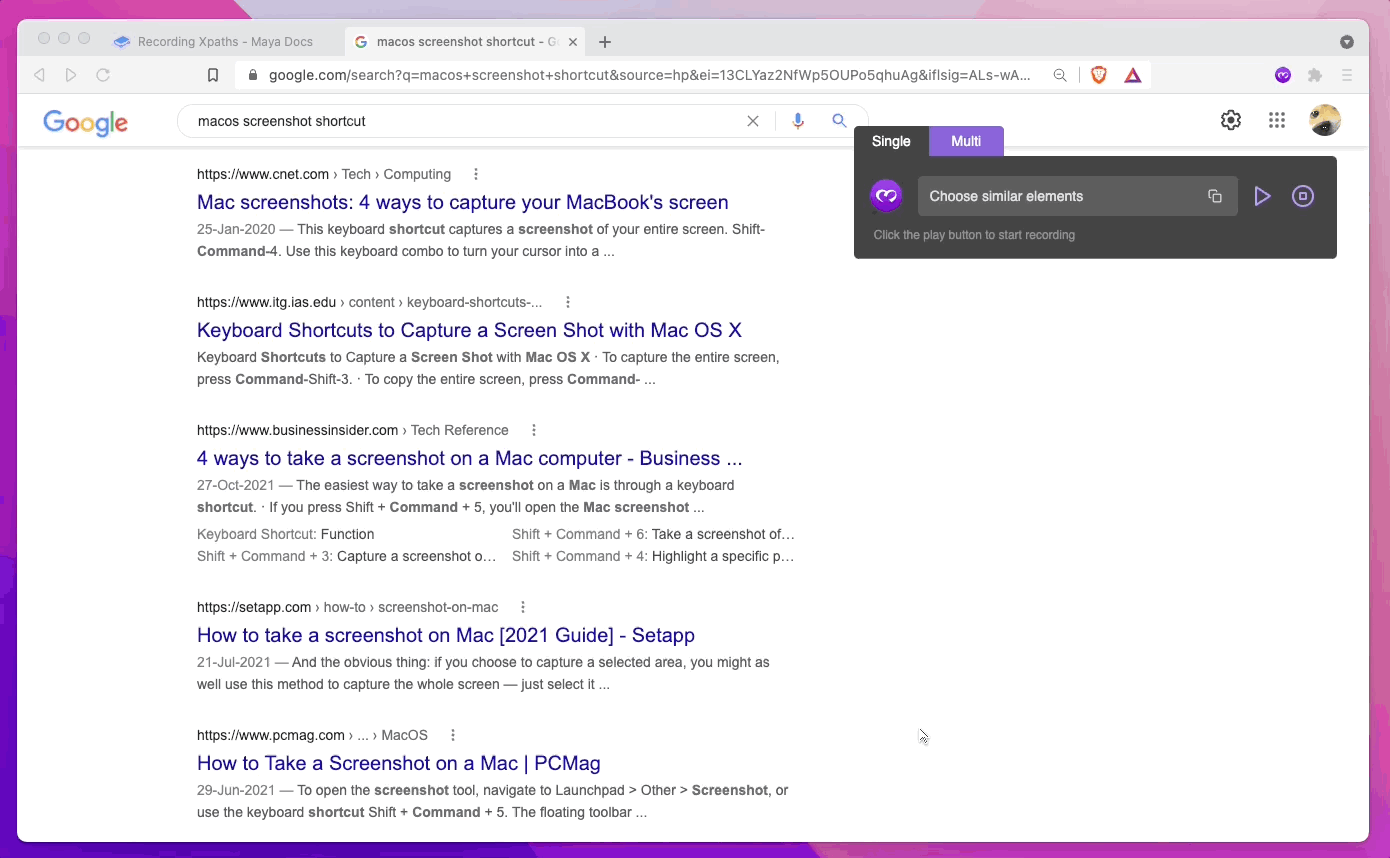 Recording Xpaths - Maya Docs
macos screenshot shortcut - G
google.com/search?q=macos+screenshot+shortcut&source=hp&ei=13CLYaz2NfWp5OUPo5qhuAg&iflsig=ALs-wA...
Google
macos screenshot shortcut
Single
Multi
Choose similar elements
Click the play button to start recording
https://www.cnet.com › Tech › Computing
Mac screenshots: 4 ways to capture your MacBook's screen
25-Jan-2020 — This keyboard shortcut captures a screenshot of your entire screen. Shift-
Command-4. Use this keyboard combo to turn your cursor into a ...
https://www.itg.ias.edu › content › keyboard-shortcuts-...
Keyboard Shortcuts to Capture a Screen Shot with Mac OS X
Keyboard Shortcuts to Capture a Screen Shot with Mac OS X · To capture the entire screen,
press Command-Shift-3. · To copy the entire screen, press Command- ...
https://www.businessinsider.com › Tech Reference
4 ways to take a screenshot on a Mac computer - Business ...
27-Oct-2021 — The easiest way to take a screenshot on a Mac is through a keyboard
shortcut. · If you press Shift + Command + 5, you'll open the Mac screenshot ...
Keyboard Shortcut: Function
Shift + Command + 6: Take a screenshot of…
Shift + Command + 3: Capture a screenshot o…
Shift + Command + 4: Highlight a specific p…
https://setapp.com › how-to › screenshot-on-mac
How to take a screenshot on Mac [2021 Guide] - Setapp
21-Jul-2021 — And the obvious thing: if you choose to capture a selected area, you might as
well use this method to capture the whole screen — just select it ...
https://www.pcmag.com › ... › MacOS
How to Take a Screenshot on a Mac | PCMag
29-Jun-2021 — To open the screenshot tool, navigate to Launchpad > Other > Screenshot, or
use the keyboard shortcut Shift + Command + 5. The floating toolbar ...